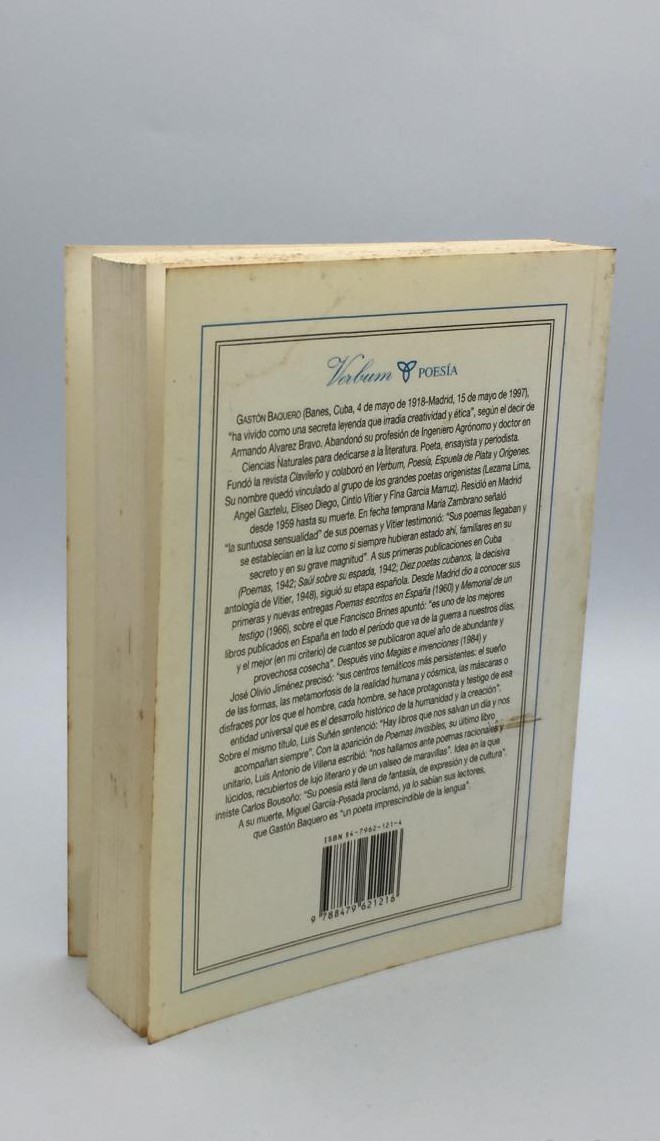 Verbum POESÍA
GASTÓN BAQUERO (Banes, Cuba, 4 de mayo de 1918-Madrid, 15 de mayo de 1997),
"ha vivido como una secreta leyenda que irradia creatividad y ética", según el decir de
Armando Alvarez Bravo. Abandonó su profesión de Ingeniero Agrónomo y doctor en
Ciencias Naturales para dedicarse a la literatura. Poeta, ensayista y periodista.
Fundó la revista Clavileño y colaboró en Verbum, Poesía, Espuela de Plata y Orígenes.
Su nombre quedó vinculado al grupo de los grandes poetas origenistas (Lezama Lima,
Angel Gaztelu, Eliseo Diego, Cintio Vitier y Fina García Marruz). Residió en Madrid
desde 1959 hasta su muerte. En fecha temprana María Zambrano señaló
"la suntuosa sensualidad" de sus poemas y Vitier testimonió: "Sus poemas llegaban y
se establecían en la luz como si siempre hubieran estado ahí, familiares en su
secreto y en su grave magnitud". A sus primeras publicaciones en Cuba
(Poemas, 1942; Saúl sobre su espada, 1942; Diez poetas cubanos, la decisiva
antología de Vitier, 1948), siguió su etapa española. Desde Madrid dio a conocer sus
primeras y nuevas entregas Poemas escritos en España (1960) y Memorial de un
testigo (1966), sobre el que Francisco Brines apuntó: "es uno de los mejores
libros publicados en España en todo el período que va de la guerra a nuestros días,
y el mejor (en mi criterio) de cuantos se publicaron aquel año de abundante y
provechosa cosecha". Después vino Magias e invenciones (1984) y
José Olivio Jiménez precisó: "sus centros temáticos más persistentes: el sueño
de las formas, las metamorfosis de la realidad humana y cósmica, las máscaras o
disfraces por los que el hombre, cada hombre, se hace protagonista y testigo de esa
entidad universal que es el desarrollo histórico de la humanidad y la creación".
Sobre el mismo título, Luis Suñén sentenció: "Hay libros que nos salvan un día y nos
acompañan siempre". Con la aparición de Poemas Invisibles, su último libro
unitario, Luis Antonio de Villena escribió: "nos hallamos ante poemas racionales y
lúcidos, recubiertos de lujo literario y de un valseo de maravillas". Idea en la que
insiste Carlos Bousoño: "Su poesía está llena de fantasía, de expresión y de cultura".
A su muerte, Miguel García-Posada proclamó, ya lo sabían sus lectores,
que Gastón Baquero es "un poeta imprescindible de la lengua".
ISBN 84-7962-121-4
9 788479 621216